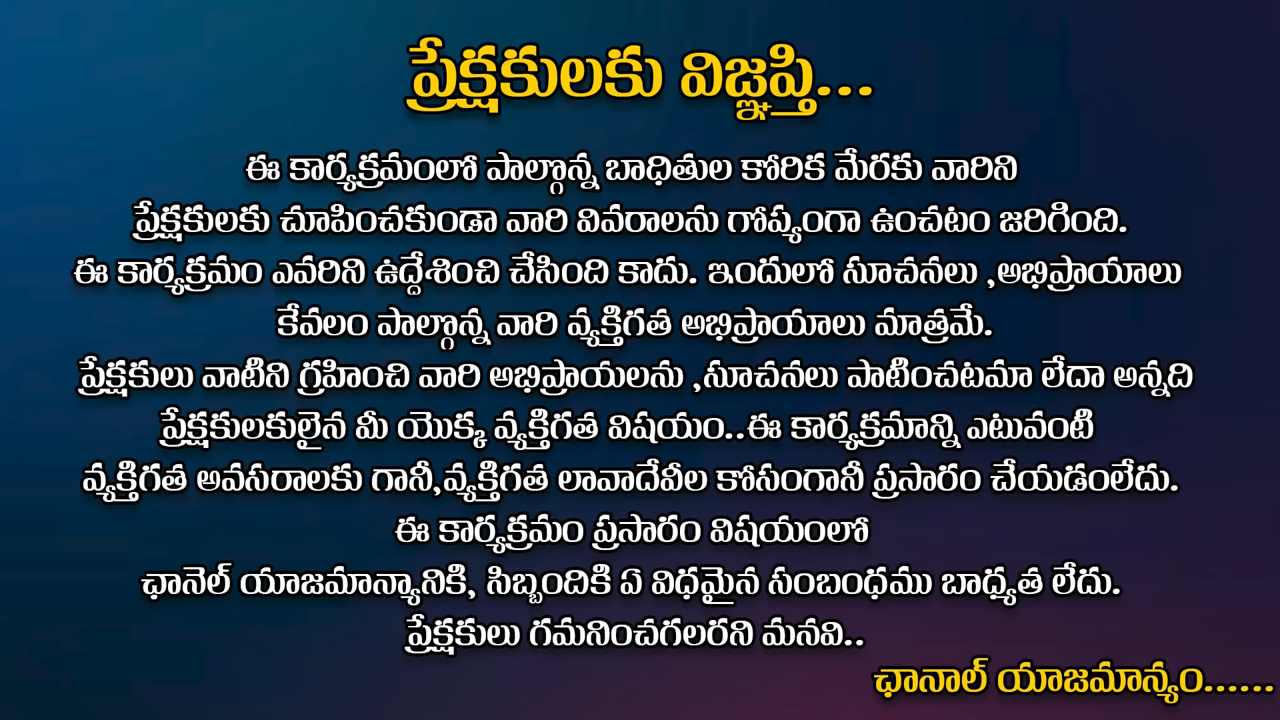 ప్రేక్షకులకు విజ్ఞప్తి...
ఈ కార్యక్రమంలో పాల్గొన్న బాధితుల కోరిక మేరకు వారిని
ప్రేక్షకులకు చూపించకుండా వారి వివరాలను గోప్యంగా ఉంచటం జరిగింది.
ఈ కార్యక్రమం ఎవరిని ఉద్దేశించి చేసింది కాదు. ఇందులో సూచనలు ,అభిప్రాయాలు
కేవలం పాల్గొన్న వారి వ్యక్తిగత అభిప్రాయాలు మాత్రమే.
ప్రేక్షకులు వాటిని గ్రహించి వారి అభిప్రాయలను ,సూచనలు పాటించటమా లేదా అన్నది
ప్రేక్షకులకులైన మీ యొక్క వ్యక్తిగత విషయం..ఈ కార్యక్రమాన్ని ఎటువంటి
వ్యక్తిగత అవసరాలకు గానీ,వ్యక్తిగత లావాదేవీల కోసంగానీ ప్రసారం చేయడంలేదు.
ఈ కార్యక్రమం ప్రసారం విషయంలో
ఛానెల్ యాజమాన్యానికి, సిబ్బందికి ఏ విధమైన సంబంధము బాధ్యత లేదు.
ప్రేక్షకులు గమనించగలరని మనవి..
ఛానాల్ యాజమాన్యం......